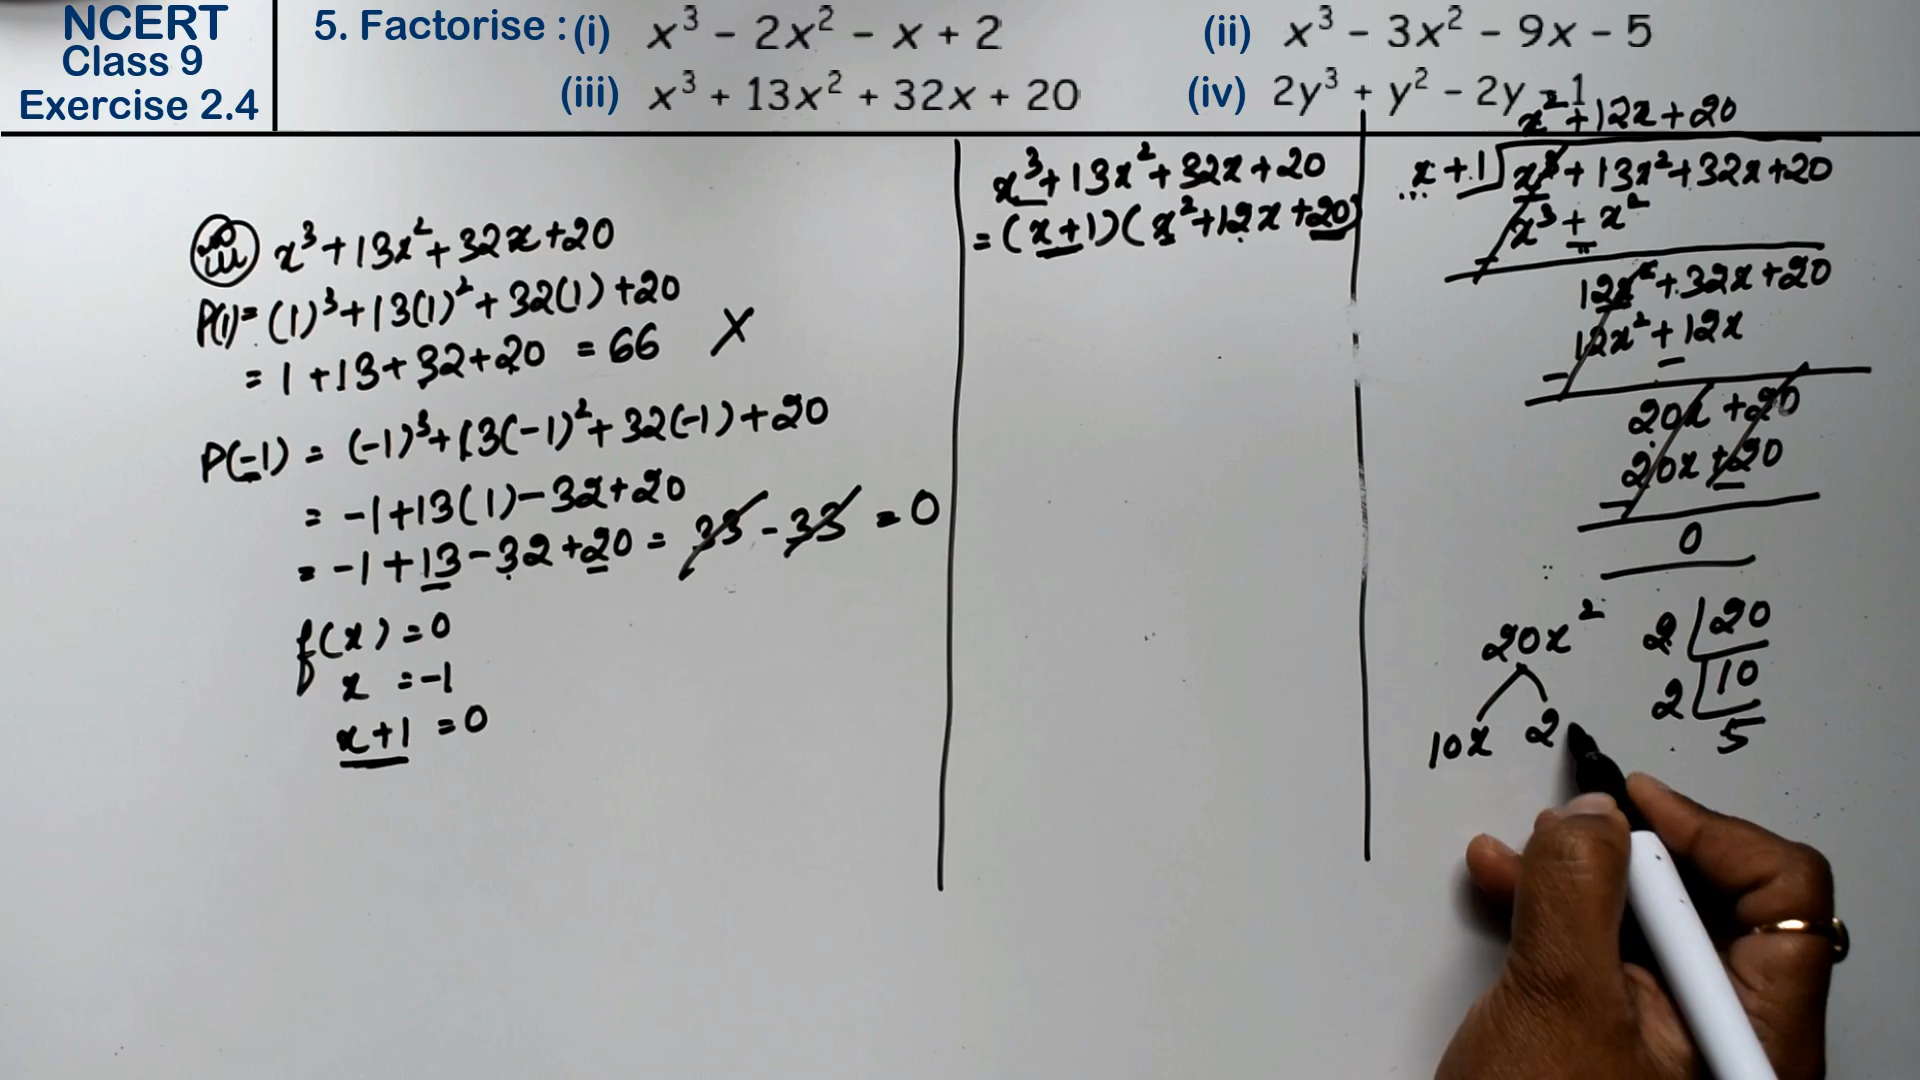 NCERT
Class 9
Exercise 2.4
5. Factorise : (i) x³ – 2x² – x + 2
(ii) x³ – 3x² – 9x – 5
(iii) x³ + 13x² + 32x + 20
(iv) 2y³ + y² – 2y – 1
iii x³+13x²+32x+20
P(1)= (1)³+13(1)²+32(1)+20
= 1+13+32+20 = 66 X
P(-1) = (-1)³+13(-1)²+32(-1)+20
= -1+13(1)-32+20
= -1+13-32+20 = 33-33 = 0
f(x) = 0
x = -1
x+1 = 0
x³+13x²+32x+20
= (x+1)(x²+12x+20)
x²+12x+20
x+1 x³+13x²+32x+20
x³+x²
-
-
12x²+32x+20
12x²+12x
-
-
20x+20
20x+20
-
-
0
20x²
10x 2
2 20
2 10
5